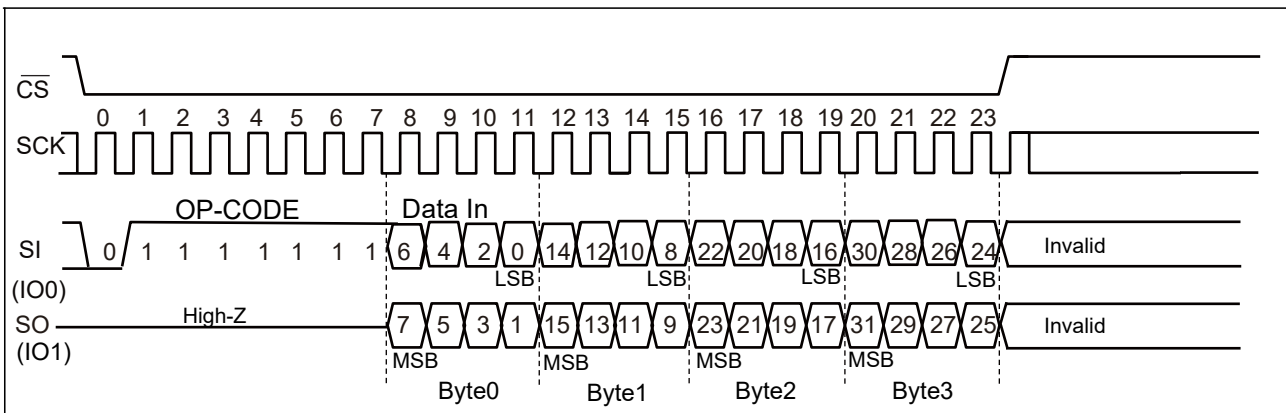 CS
0 1 2 3 4 5 6 7 8 9 10 11 12 13 14 15 16 17 18 19 20 21 22 23
SCK
OP-CODE Data In
SI 0 1 1 1 1 1 1 1 6 4 2 0 14 12 10 8 22 20 18 16 30 28 26 24 Invalid
LSB LSB LSB LSB
(IO0)
High-Z
SO 7 5 3 1 15 13 11 9 23 21 19 17 31 29 27 25 Invalid
(IO1)
MSB MSB MSB MSB
Byte0 Byte1 Byte2 Byte3